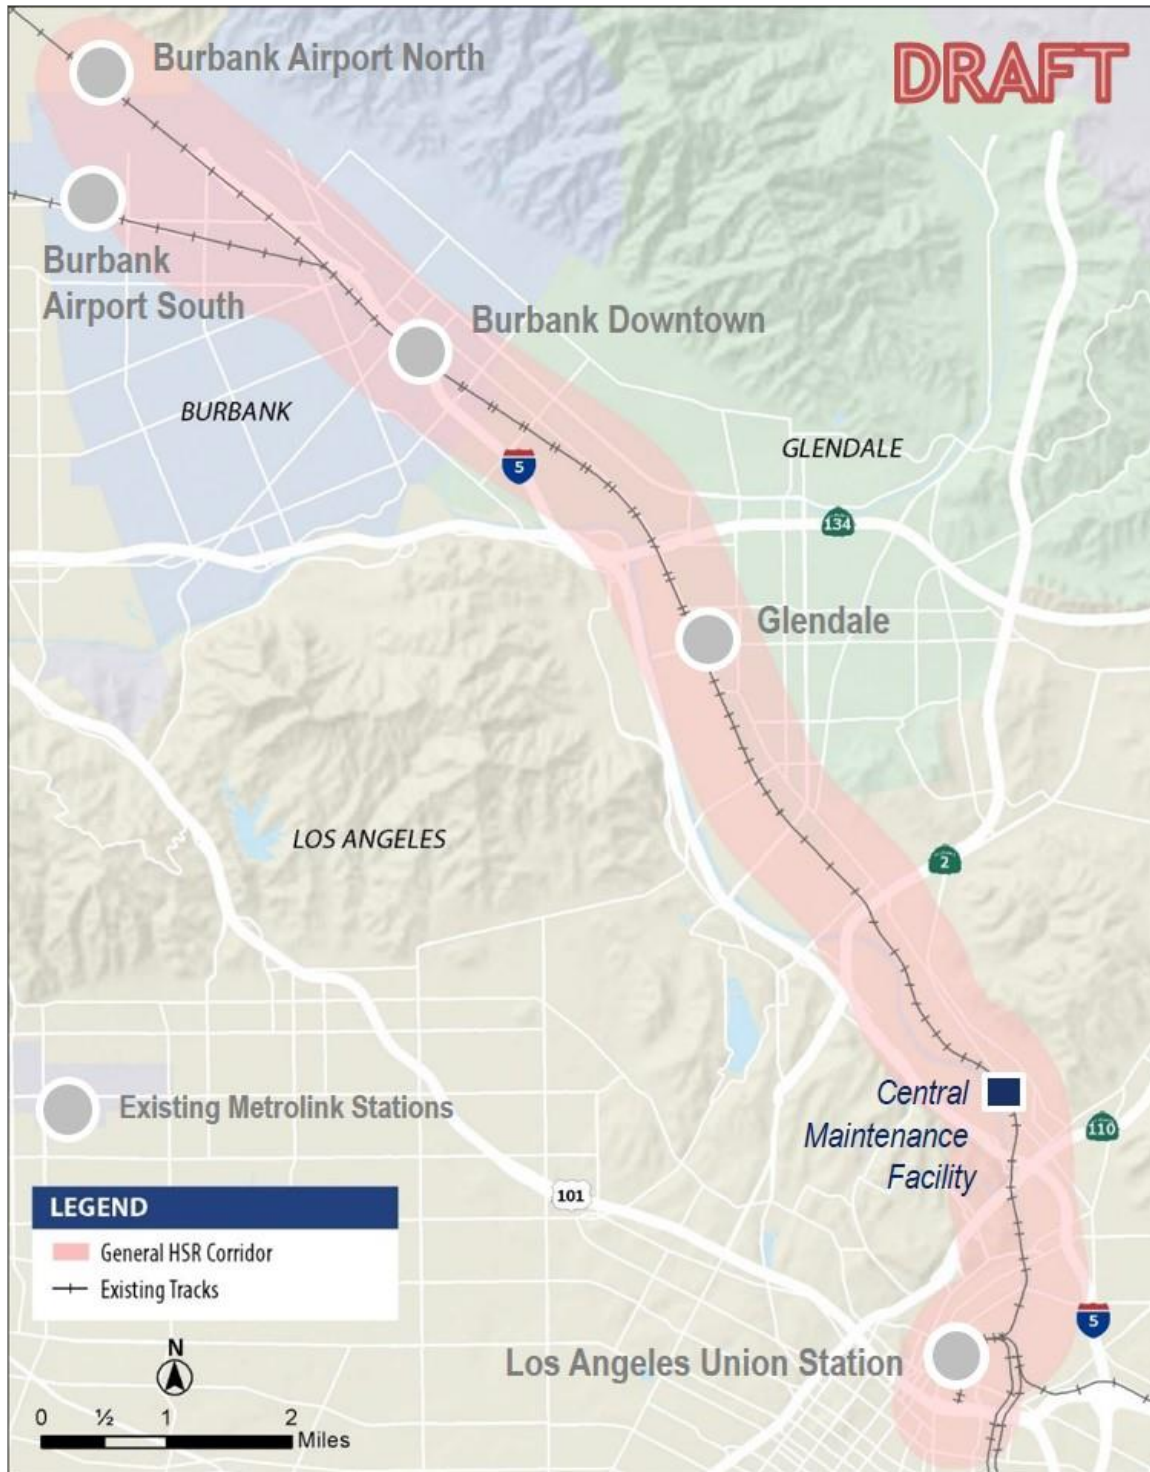 Burbank Airport North
DRAFT
Burbank
Airport South
Burbank Downtown
BURBANK
5
GLENDALE
134
Glendale
LOS ANGELES
2
Central
Maintenance
Facility
110
Existing Metrolink Stations
101
LEGEND
General HSR Corridor
Existing Tracks
5
N
Los Angeles Union Station
0 ½ 1 2
Miles